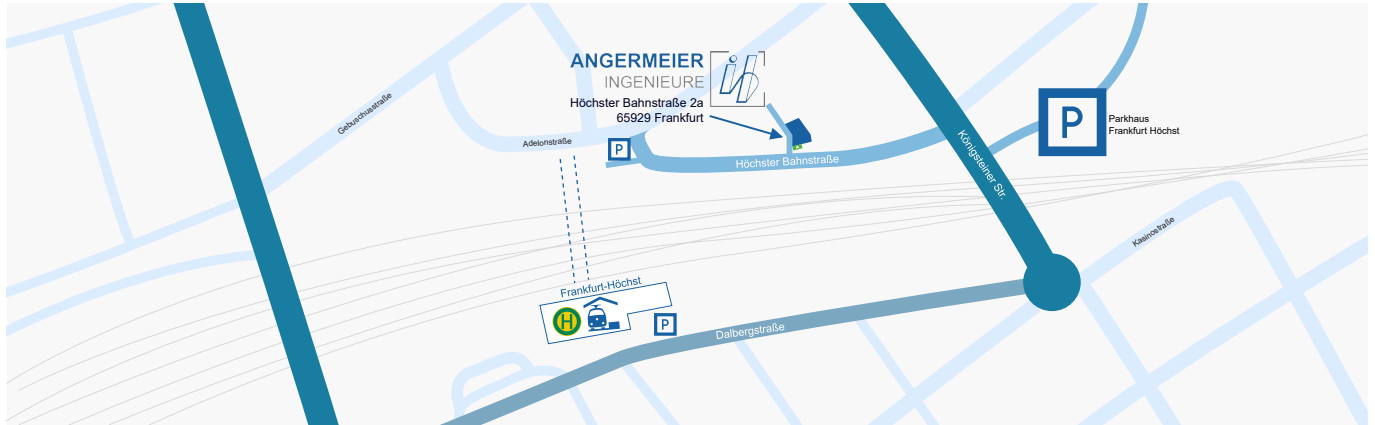 ANGERMEIER
INGENIEURE
Höchster Bahnstraße 2a
65929 Frankfurt
Gebuschusstraße
Adelonstraße
P
Höchster Bahnstraße
Königsteiner Str.
P
Parkhaus
Frankfurt Höchst
Kasinostraße
Frankfurt-Höchst
H
P
Dalbergstraße